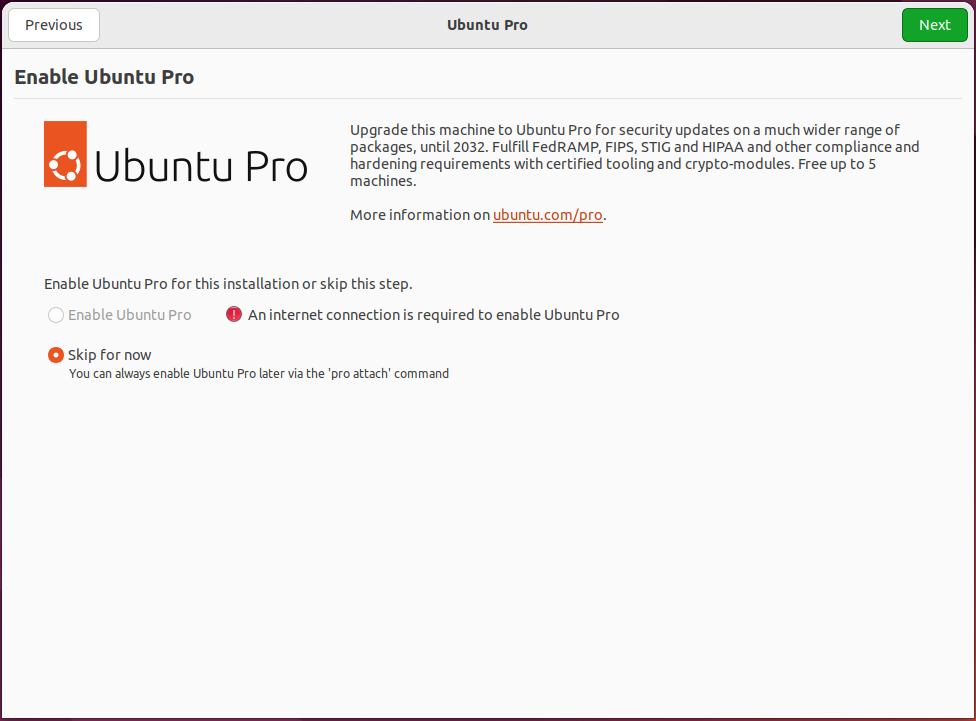 Previous
Ubuntu Pro
Next
Enable Ubuntu Pro
Ubuntu Pro
Upgrade this machine to Ubuntu Pro for security updates on a much wider range of
packages, until 2032. Fulfill FedRAMP, FIPS, STIG and HIPAA and other compliance and
hardening requirements with certified tooling and crypto-modules. Free up to 5
machines.
More information on ubuntu.com/pro.
Enable Ubuntu Pro for this installation or skip this step.
Enable Ubuntu Pro
An internet connection is required to enable Ubuntu Pro
Skip for now
You can always enable Ubuntu Pro later via the 'pro attach' command